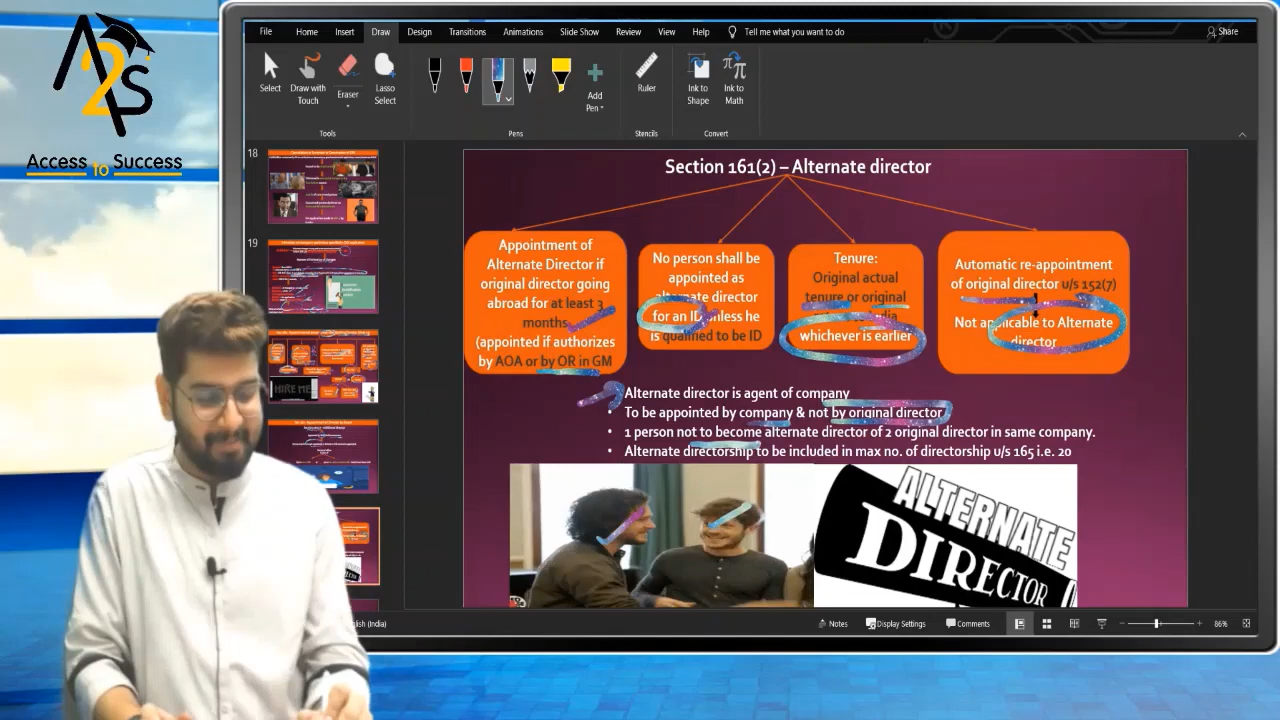 A2S
Access to Success
File Home Insert Draw Design Transitions Animations Slide Show Review View Help Tell me what you want to do Share
Select Draw with Touch Eraser Lasso Select Add Pen Ruler Ink to Shape Ink to Math
Tools Pens Stencils Convert
18
19
Section 161(2) – Alternate director
Appointment of
Alternate Director if
original director going
abroad for at least 3
months
(appointed if authorizes
by AOA or by OR in GM
No person shall be
appointed as
alternate director
for an ID unless he
is qualified to be ID
Tenure:
Original actual
tenure or original
whichever is earlier
Automatic re-appointment
of original director u/s 152(7)
Not applicable to Alternate
director
Alternate director is agent of company
• To be appointed by company & not by original director
• 1 person not to become alternate director of 2 original director in same company.
• Alternate directorship to be included in max no. of directorship u/s 165 i.e. 20
ALTERNATE
DIRECTOR
HIRE ME
glish (India) Notes Display Settings Comments 86%